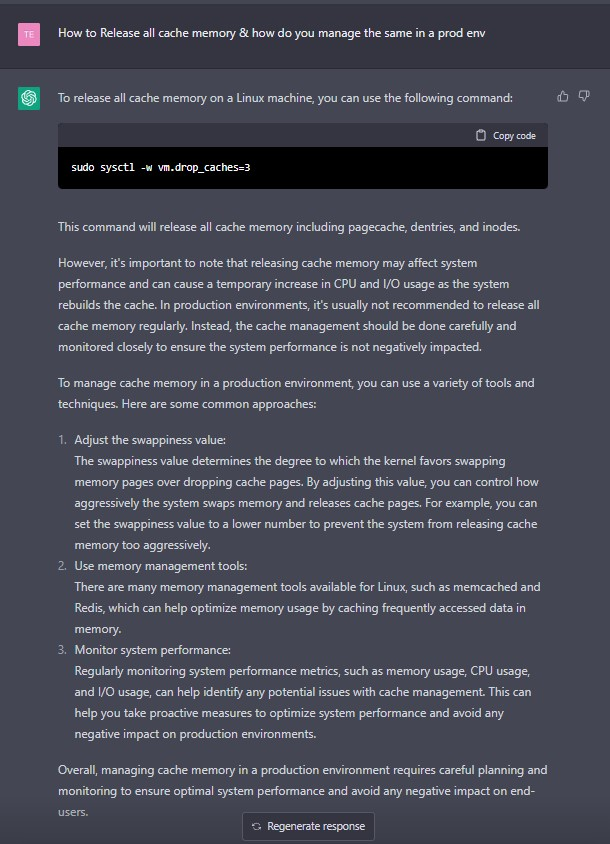 TE
How to Release all cache memory & how do you manage the same in a prod env
To release all cache memory on a Linux machine, you can use the following command:
Copy code
sudo sysctl -w vm.drop_caches=3
This command will release all cache memory including pagecache, dentries, and inodes.
However, it's important to note that releasing cache memory may affect system
performance and can cause a temporary increase in CPU and I/O usage as the system
rebuilds the cache. In production environments, it's usually not recommended to release all
cache memory regularly. Instead, the cache management should be done carefully and
monitored closely to ensure the system performance is not negatively impacted.
To manage cache memory in a production environment, you can use a variety of tools and
techniques. Here are some common approaches:
1. Adjust the swappiness value:
The swappiness value determines the degree to which the kernel favors swapping
memory pages over dropping cache pages. By adjusting this value, you can control how
aggressively the system swaps memory and releases cache pages. For example, you can
set the swappiness value to a lower number to prevent the system from releasing cache
memory too aggressively.
2. Use memory management tools:
There are many memory management tools available for Linux, such as memcached and
Redis, which can help optimize memory usage by caching frequently accessed data in
memory.
3. Monitor system performance:
Regularly monitoring system performance metrics, such as memory usage, CPU usage,
and I/O usage, can help identify any potential issues with cache management. This can
help you take proactive measures to optimize system performance and avoid any
negative impact on production environments.
Overall, managing cache memory in a production environment requires careful planning and
monitoring to ensure optimal system performance and avoid any negative impact on end-
users.
Regenerate response